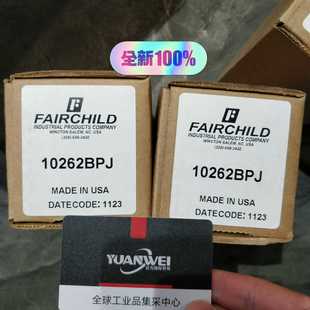 全新100%
FAIRCHILD
INDUSTRIAL PRODUCTS COMPANY
WINSTON SALEM, NC. USA
10262BPJ
MADE IN USA
DATECODE: 1123
FAIRCHILD
INDUSTRIAL PRODUCTS COMPANY
WINSTON SALEM, NC. USA
10262BPJ
MADE IN USA
DATECODE: 1123
YUANWEI
全球工业品集采中心